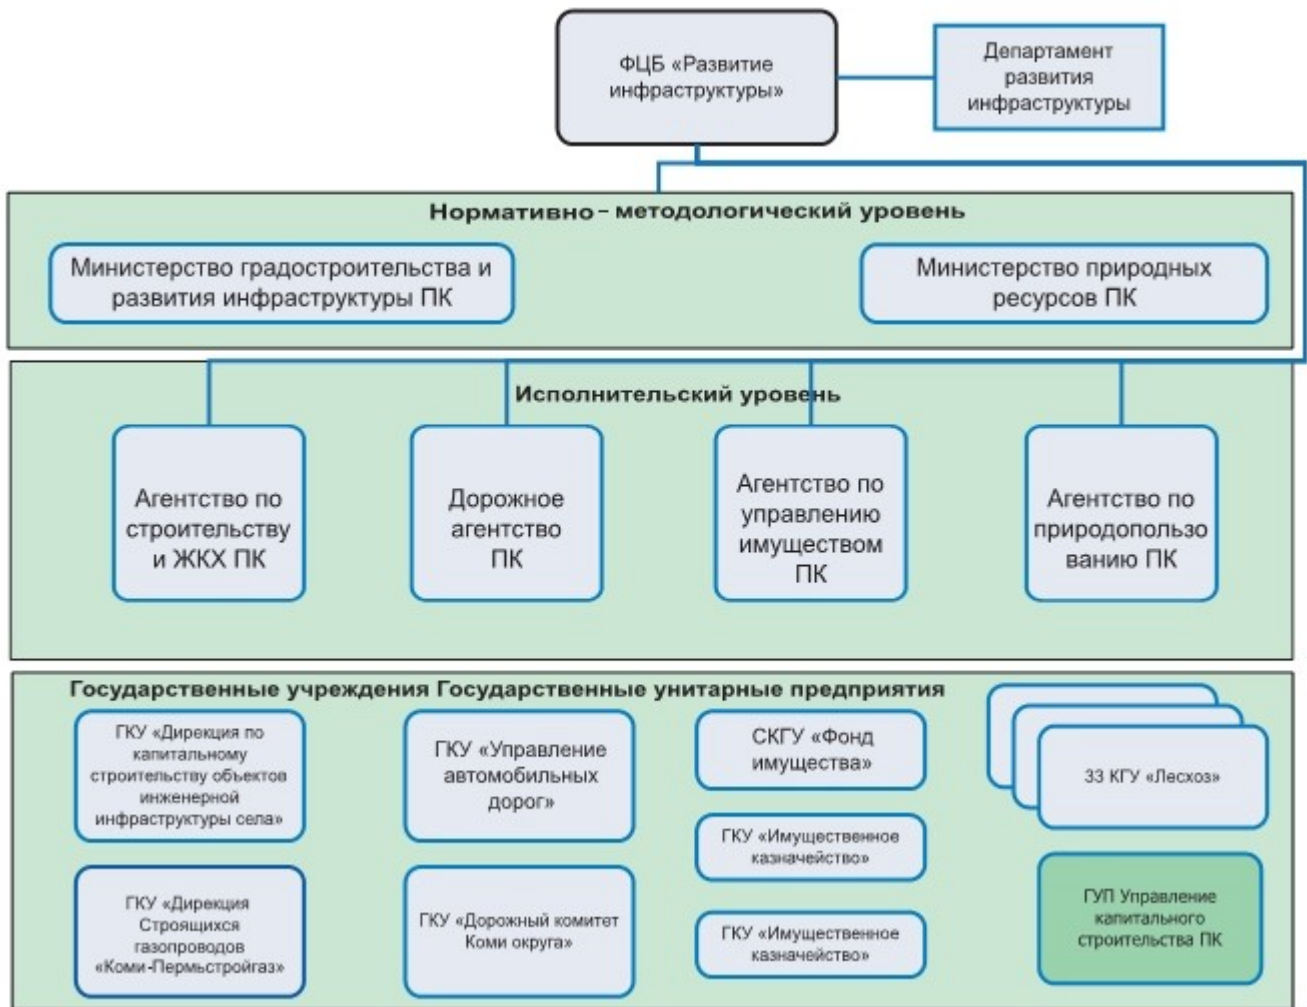 ФЦБ «Развитие
инфраструктуры»
Департамент
развития
инфраструктуры
Нормативно – методологический уровень
Министерство градостроительства и
развития инфраструктуры ПК
Министерство природных
ресурсов ПК
Исполнительский уровень
Агентство по
строительству
и ЖКХ ПК
Дорожное
агентство
ПК
Агентство по
управлению
имуществом
ПК
Агентство по
природопользо
ванию ПК
Государственные учреждения Государственные унитарные предприятия
ГКУ «Дирекция по
капитальному
строительству объектов
инженерной
инфраструктуры села»
ГКУ «Управление
автомобильных
дорог»
СКГУ «Фонд
имущества»
33 КГУ «Лесхоз»
ГКУ «Имущественное
казначейство»
ГКУ «Дирекция
Строящихся
газопроводов
«Коми-Пермьстройгаз»
ГКУ «Дорожный комитет
Коми округа»
ГКУ «Имущественное
казначейство»
ГУП Управление
капитального
строительства ПК